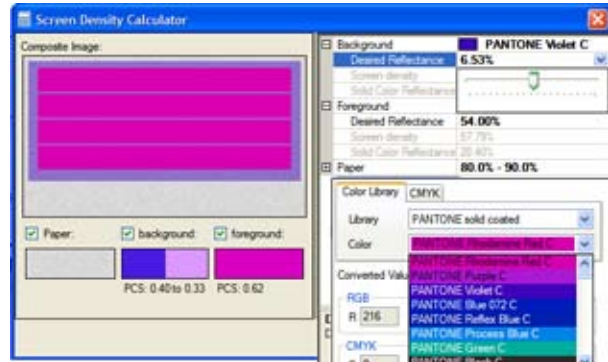 Screen Density Calculator
Composite Image:
Paper:
background:
foreground:
PCS: 0.40 to 0.33
PCS: 0.62
Background
PANTONE Violet C
Desired Reflectance
6.53%
Screen density
Solid Color Reflectance
Foreground
Desired Reflectance
54.00%
Screen density
57.79%
Solid Color Reflectance
20.40%
Paper
80.0% - 90.0%
Color Library
CMYK
Library
PANTONE solid coated
Color
PANTONE Rhodamine Red C
PANTONE Rhodamine Red C
PANTONE Purple C
PANTONE Violet C
PANTONE Blue 072 C
PANTONE Reflex Blue C
PANTONE Process Blue C
PANTONE Green C
PANTONE Black C
Converted Valu
RGB
R 216
CMYK